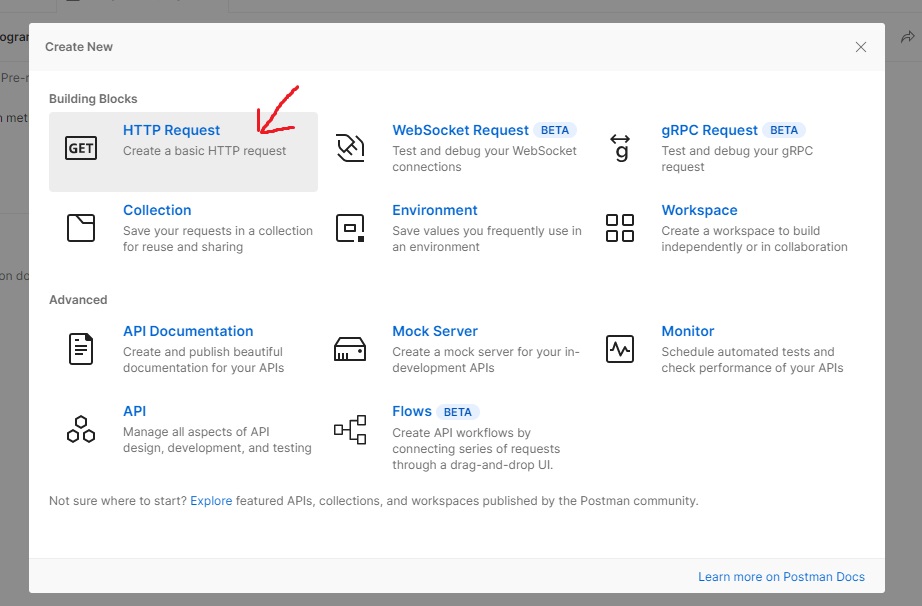 ogran
Create New
Pre-r
Building Blocks
met
GET
HTTP Request
Create a basic HTTP request
WebSocket Request BETA
Test and debug your WebSocket
connections
gRPC Request BETA
Test and debug your gRPC
request
g
Collection
Save your requests in a collection
for reuse and sharing
Environment
Save values you frequently use in
an environment
Workspace
Create a workspace to build
independently or in collaboration
on do
Advanced
API Documentation
Create and publish beautiful
documentation for your APIs
Mock Server
Create a mock server for your in-
development APIs
Monitor
Schedule automated tests and
check performance of your APIs
API
Manage all aspects of API
design, development, and testing
Flows BETA
Create API workflows by
connecting series of requests
through a drag-and-drop UI.
Not sure where to start? Explore featured APIs, collections, and workspaces published by the Postman community.
Learn more on Postman Docs